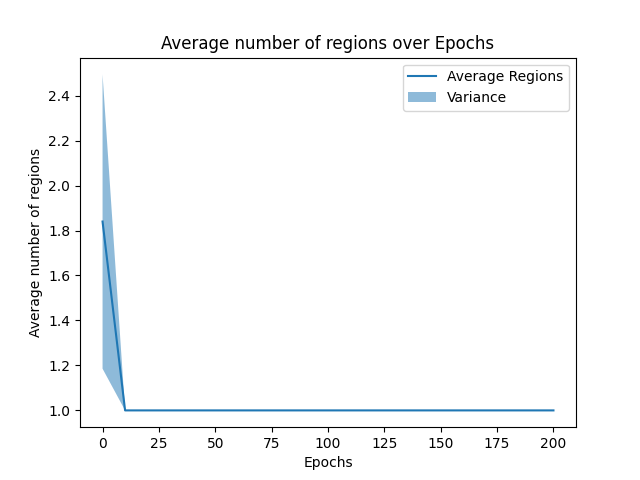 Average number of regions over Epochs
Average Regions
Variance
Average number of regions
2.4
2.2
2.0
1.8
1.6
1.4
1.2
1.0
0 25 50 75 100 125 150 175 200
Epochs